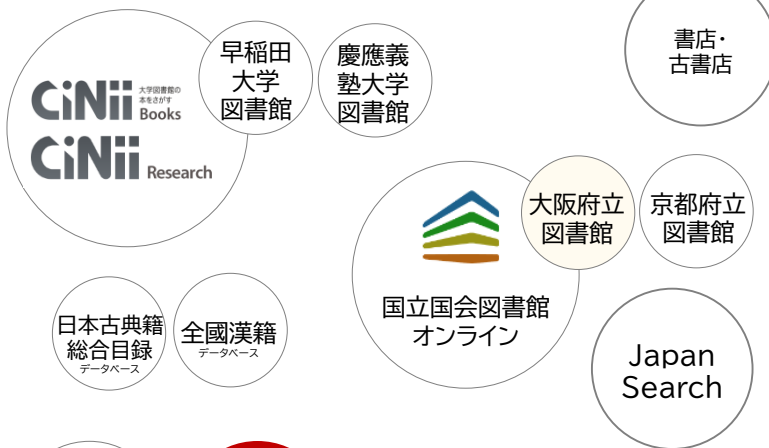 CiNii
大学図書館の
本をさがす
Books
CiNii
Research
早稲田
大学
図書館
慶應義
塾大学
図書館
書店・
古書店
国立国会図書館
オンライン
大阪府立
図書館
京都府立
図書館
日本古典籍
総合目録
データベース
全國漢籍
データベース
Japan
Search